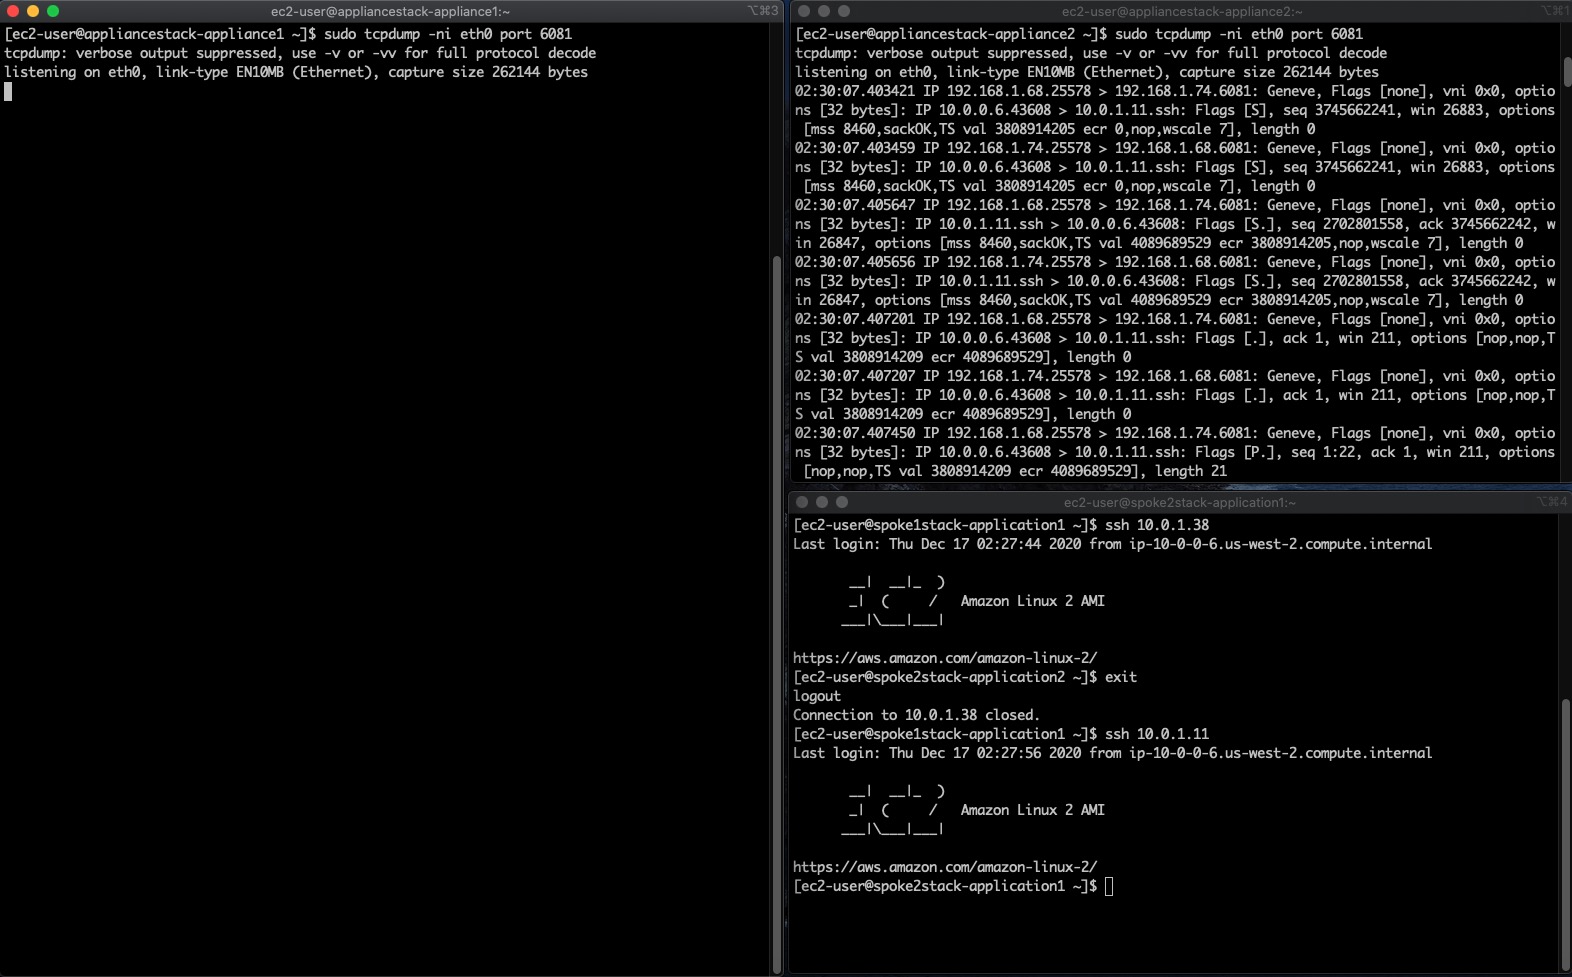 ec2-user@appliancestack-appliance1:~
⌥⌘3
[ec2-user@appliancestack-appliance1 ~]$ sudo tcpdump -ni eth0 port 6081
tcpdump: verbose output suppressed, use -v or -vv for full protocol decode
listening on eth0, link-type EN10MB (Ethernet), capture size 262144 bytes
ec2-user@appliancestack-appliance2:~
⌥⌘1
[ec2-user@appliancestack-appliance2 ~]$ sudo tcpdump -ni eth0 port 6081
tcpdump: verbose output suppressed, use -v or -vv for full protocol decode
listening on eth0, link-type EN10MB (Ethernet), capture size 262144 bytes
02:30:07.403421 IP 192.168.1.68.25578 > 192.168.1.74.6081: Geneve, Flags [none], vni 0x0, optio
ns [32 bytes]: IP 10.0.0.6.43608 > 10.0.1.11.ssh: Flags [S], seq 3745662241, win 26883, options
 [mss 8460,sackOK,TS val 3808914205 ecr 0,nop,wscale 7], length 0
02:30:07.403459 IP 192.168.1.74.25578 > 192.168.1.68.6081: Geneve, Flags [none], vni 0x0, optio
ns [32 bytes]: IP 10.0.0.6.43608 > 10.0.1.11.ssh: Flags [S], seq 3745662241, win 26883, options
 [mss 8460,sackOK,TS val 3808914205 ecr 0,nop,wscale 7], length 0
02:30:07.405647 IP 192.168.1.68.25578 > 192.168.1.74.6081: Geneve, Flags [none], vni 0x0, optio
ns [32 bytes]: IP 10.0.1.11.ssh > 10.0.0.6.43608: Flags [S.], seq 2702801558, ack 3745662242, w
in 26847, options [mss 8460,sackOK,TS val 4089689529 ecr 3808914205,nop,wscale 7], length 0
02:30:07.405656 IP 192.168.1.74.25578 > 192.168.1.68.6081: Geneve, Flags [none], vni 0x0, optio
ns [32 bytes]: IP 10.0.1.11.ssh > 10.0.0.6.43608: Flags [S.], seq 2702801558, ack 3745662242, w
in 26847, options [mss 8460,sackOK,TS val 4089689529 ecr 3808914205,nop,wscale 7], length 0
02:30:07.407201 IP 192.168.1.68.25578 > 192.168.1.74.6081: Geneve, Flags [none], vni 0x0, optio
ns [32 bytes]: IP 10.0.0.6.43608 > 10.0.1.11.ssh: Flags [.], ack 1, win 211, options [nop,nop,T
S val 3808914209 ecr 4089689529], length 0
02:30:07.407207 IP 192.168.1.74.25578 > 192.168.1.68.6081: Geneve, Flags [none], vni 0x0, optio
ns [32 bytes]: IP 10.0.0.6.43608 > 10.0.1.11.ssh: Flags [.], ack 1, win 211, options [nop,nop,T
S val 3808914209 ecr 4089689529], length 0
02:30:07.407450 IP 192.168.1.68.25578 > 192.168.1.74.6081: Geneve, Flags [none], vni 0x0, optio
ns [32 bytes]: IP 10.0.0.6.43608 > 10.0.1.11.ssh: Flags [P.], seq 1:22, ack 1, win 211, options
 [nop,nop,TS val 3808914209 ecr 4089689529], length 21
ec2-user@spoke2stack-application1:~
⌥⌘4
[ec2-user@spoke1stack-application1 ~]$ ssh 10.0.1.38
Last login: Thu Dec 17 02:27:44 2020 from ip-10-0-0-6.us-west-2.compute.internal
       __|  __|_  )
       _|  (     /   Amazon Linux 2 AMI
      ___|\___|___|
https://aws.amazon.com/amazon-linux-2/
[ec2-user@spoke2stack-application2 ~]$ exit
logout
Connection to 10.0.1.38 closed.
[ec2-user@spoke1stack-application1 ~]$ ssh 10.0.1.11
Last login: Thu Dec 17 02:27:56 2020 from ip-10-0-0-6.us-west-2.compute.internal
       __|  __|_  )
       _|  (     /   Amazon Linux 2 AMI
      ___|\___|___|
https://aws.amazon.com/amazon-linux-2/
[ec2-user@spoke2stack-application1 ~]$